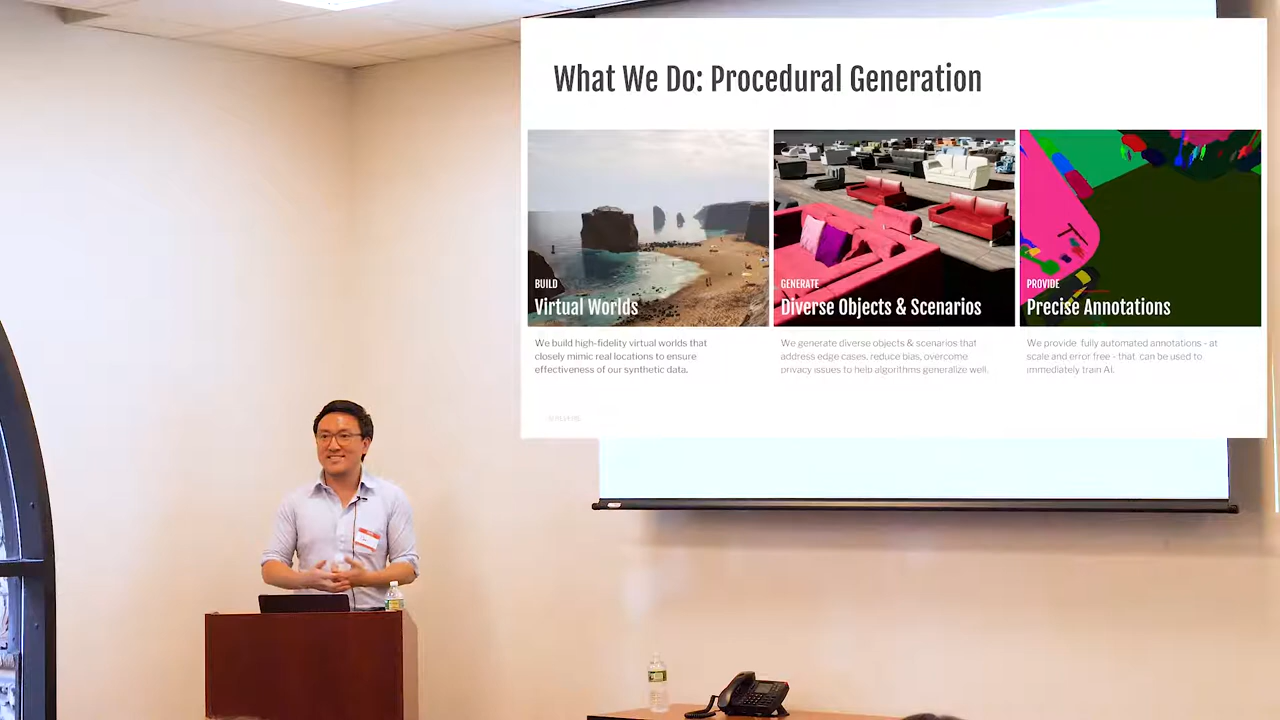 What We Do: Procedural Generation
BUILD
Virtual Worlds
We build high-fidelity virtual worlds that
closely mimic real locations to ensure
effectiveness of our synthetic data.
GENERATE
Diverse Objects & Scenarios
We generate diverse objects & scenarios that
address edge cases, reduce bias, overcome
privacy issues to help algorithms generalize well.
PROVIDE
Precise Annotations
We provide fully automated annotations - at
scale and error free - that can be used to
immediately train AI.